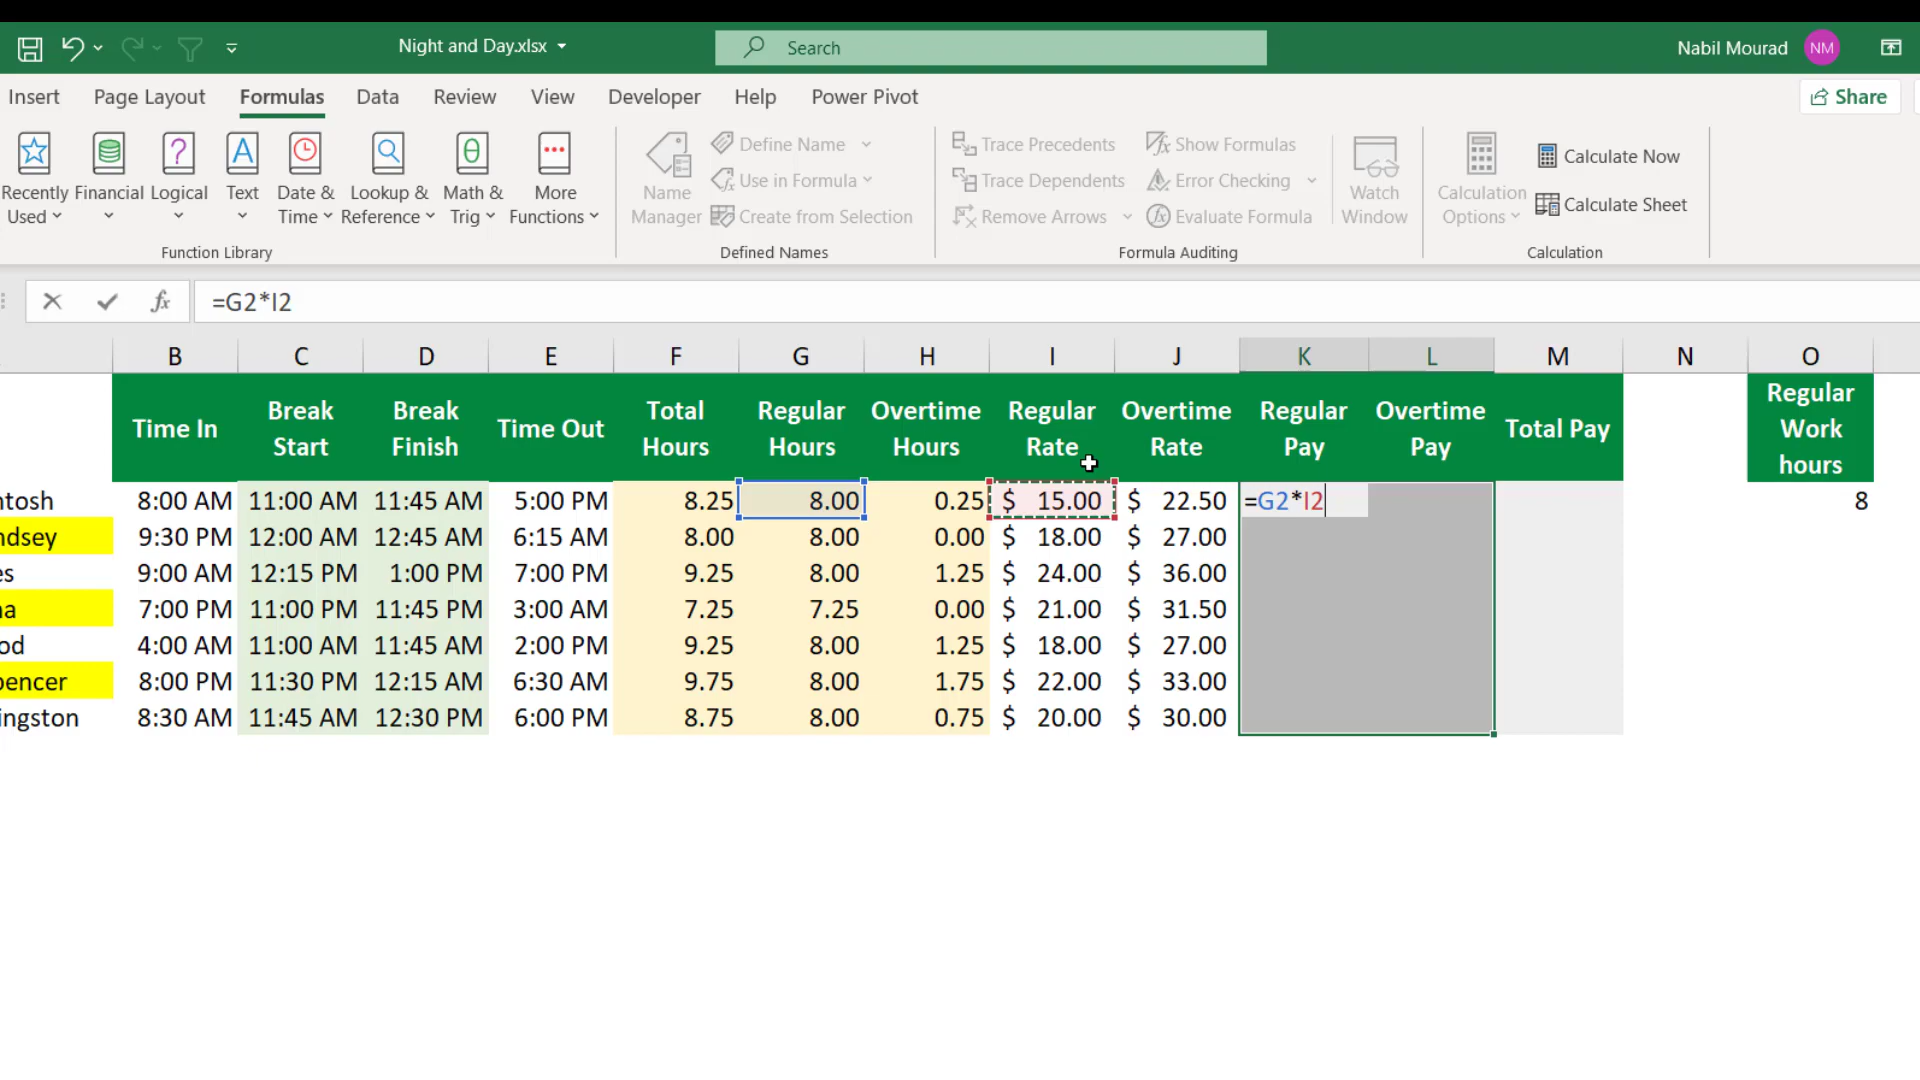 Night and Day.xlsx
Search
Nabil Mourad
NM
Insert Page Layout Formulas Data Review View Developer Help Power Pivot
Share
Recently Used
Financial
Logical
Text
Date & Time
Lookup & Reference
Math & Trig
More Functions
Function Library
Name Manager
Define Name
Use in Formula
Create from Selection
Defined Names
Trace Precedents
Trace Dependents
Remove Arrows
Show Formulas
Error Checking
Evaluate Formula
Formula Auditing
Watch Window
Calculation Options
Calculate Now
Calculate Sheet
Calculation
fx =G2*I2
B C D E F G H I J K L M N O
Time In Break Start Break Finish Time Out Total Hours Regular Hours Overtime Hours Regular Rate Overtime Rate Regular Pay Overtime Pay Total Pay Regular Work hours
ntosh 8:00 AM 11:00 AM 11:45 AM 5:00 PM 8.25 8.00 0.25 $ 15.00 $ 22.50 =G2*I2 8
ndsey 9:30 PM 12:00 AM 12:45 AM 6:15 AM 8.00 8.00 0.00 $ 18.00 $ 27.00
es 9:00 AM 12:15 PM 1:00 PM 7:00 PM 9.25 8.00 1.25 $ 24.00 $ 36.00
na 7:00 PM 11:00 PM 11:45 PM 3:00 AM 7.25 7.25 0.00 $ 21.00 $ 31.50
od 4:00 AM 11:00 AM 11:45 AM 2:00 PM 9.25 8.00 1.25 $ 18.00 $ 27.00
pencer 8:00 PM 11:30 PM 12:15 AM 6:30 AM 9.75 8.00 1.75 $ 22.00 $ 33.00
ingston 8:30 AM 11:45 AM 12:30 PM 6:00 PM 8.75 8.00 0.75 $ 20.00 $ 30.00